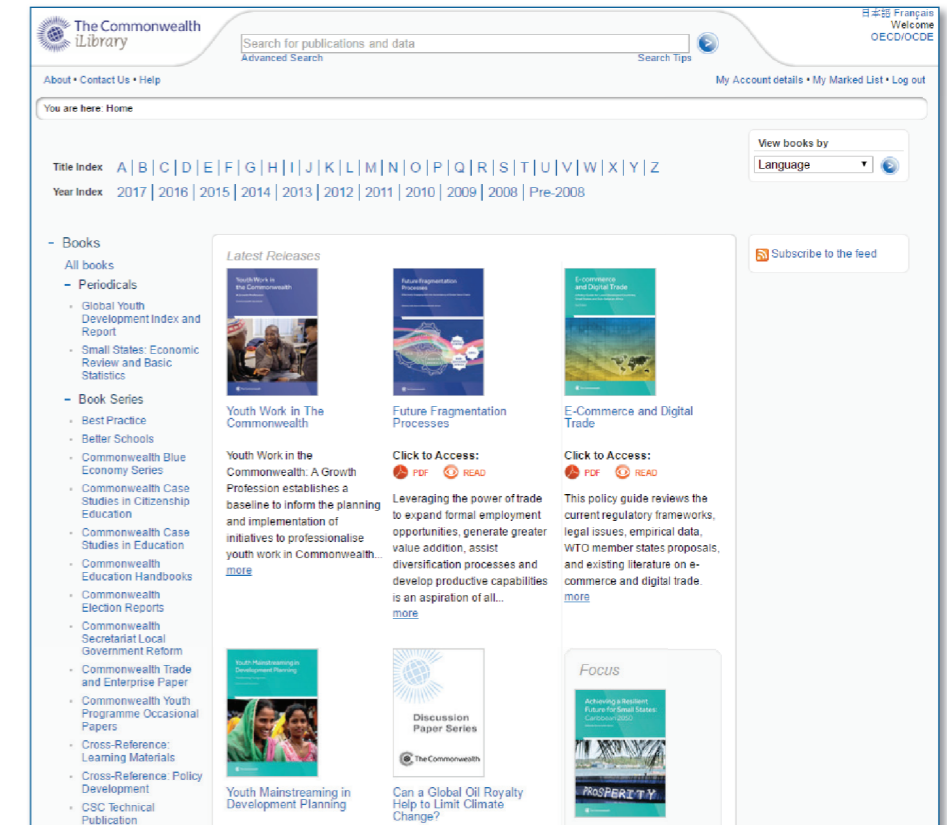 The Commonwealth
iLibrary
日本語 Français
Welcome
OECD/OCDE
Search for publications and data
Advanced Search
Search Tips
About • Contact Us • Help
My Account details • My Marked List • Log out
You are here: Home
View books by
Language
Title Index A | B | C | D | E | F | G | H | I | J | K | L | M | N | O | P | Q | R | S | T | U | V | W | X | Y | Z
Year Index 2017 | 2016 | 2015 | 2014 | 2013 | 2012 | 2011 | 2010 | 2009 | 2008 | Pre-2008
Subscribe to the feed
– Books
All books
– Periodicals
Global Youth
Development Index and
Report
Small States: Economic
Review and Basic
Statistics
– Book Series
Best Practice
Better Schools
Commonwealth Blue
Economy Series
Commonwealth Case
Studies in Citizenship
Education
Commonwealth Case
Studies in Education
Commonwealth
Education Handbooks
Commonwealth
Election Reports
Commonwealth
Secretariat Local
Government Reform
Commonwealth Trade
and Enterprise Paper
Commonwealth Youth
Programme Occasional
Papers
Cross-Reference:
Learning Materials
Cross-Reference: Policy
Development
CSC Technical
Publication
Latest Releases
Youth Work in
the Commonwealth
Youth Work in The
Commonwealth
Youth Work in the
Commonwealth: A Growth
Profession establishes a
baseline to inform the planning
and implementation of
initiatives to professionalise
youth work in Commonwealth...
more
Future Fragmentation
Processes
Future Fragmentation
Processes
Click to Access:
PDF READ
Leveraging the power of trade
to expand formal employment
opportunities, generate greater
value addition, assist
diversification processes and
develop productive capabilities
is an aspiration of all...
more
E-commerce
and Digital Trade
E-Commerce and Digital
Trade
Click to Access:
PDF READ
This policy guide reviews the
current regulatory frameworks,
legal issues, empirical data,
WTO member states proposals,
and existing literature on e-
commerce and digital trade.
more
Youth Mainstreaming in
Development Planning
Youth Mainstreaming in
Development Planning
Discussion
Paper Series
The Commonwealth
Can a Global Oil Royalty
Help to Limit Climate
Change?
Focus
Achieving a Resilient
Future for Small States:
Caribbean 2050
PROSPERITY